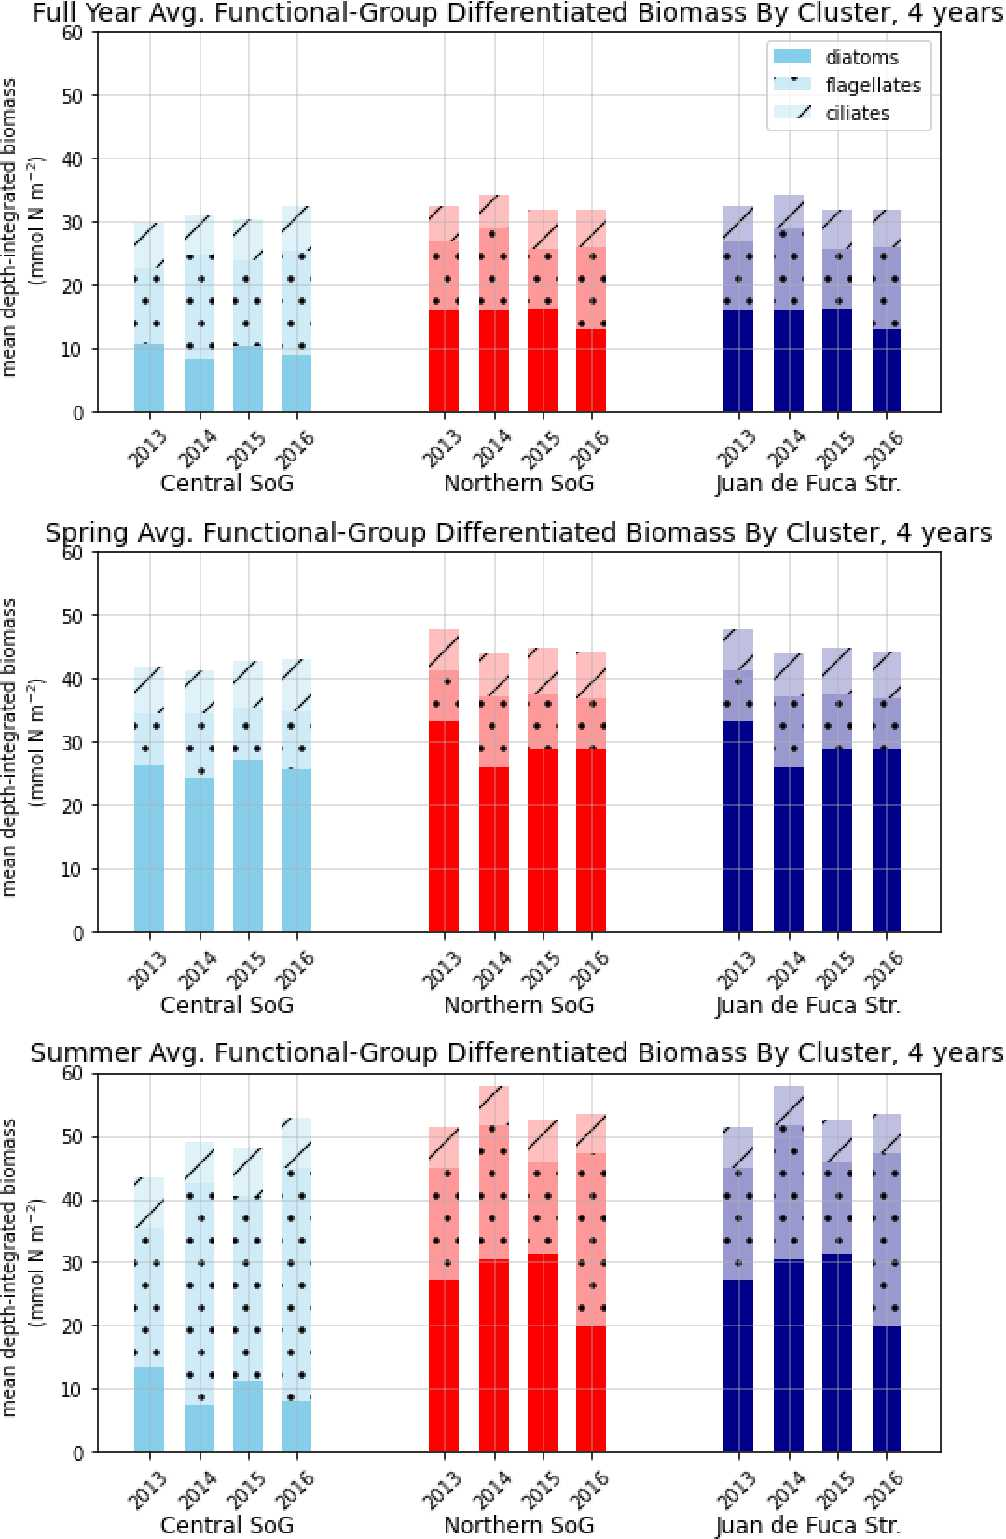 Full Year Avg. Functional-Group Differentiated Biomass By Cluster, 4 years
mean depth-integrated biomass
(mmol N m⁻²)
60
50
40
30
20
10
0
diatoms
flagellates
ciliates
2013 2014 2015 2016 2013 2014 2015 2016 2013 2014 2015 2016
Central SoG Northern SoG Juan de Fuca Str.
Spring Avg. Functional-Group Differentiated Biomass By Cluster, 4 years
mean depth-integrated biomass
(mmol N m⁻²)
60
50
40
30
20
10
0
2013 2014 2015 2016 2013 2014 2015 2016 2013 2014 2015 2016
Central SoG Northern SoG Juan de Fuca Str.
Summer Avg. Functional-Group Differentiated Biomass By Cluster, 4 years
mean depth-integrated biomass
(mmol N m⁻²)
60
50
40
30
20
10
0
2013 2014 2015 2016 2013 2014 2015 2016 2013 2014 2015 2016
Central SoG Northern SoG Juan de Fuca Str.